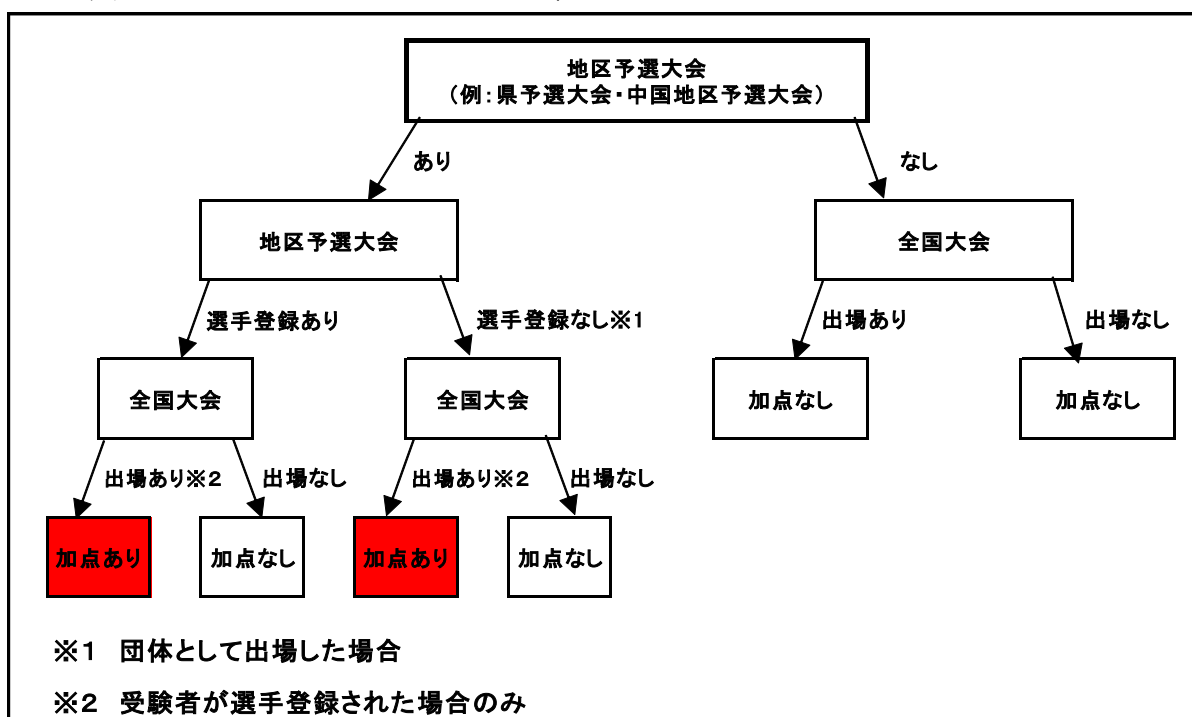 地区予選大会
（例：県予選大会・中国地区予選大会）
あり
なし
地区予選大会
全国大会
選手登録あり
選手登録なし※1
出場あり
出場なし
全国大会
全国大会
加点なし
加点なし
出場あり※2
出場なし
出場あり※2
出場なし
加点あり
加点なし
加点あり
加点なし
※1　団体として出場した場合
※2　受験者が選手登録された場合のみ